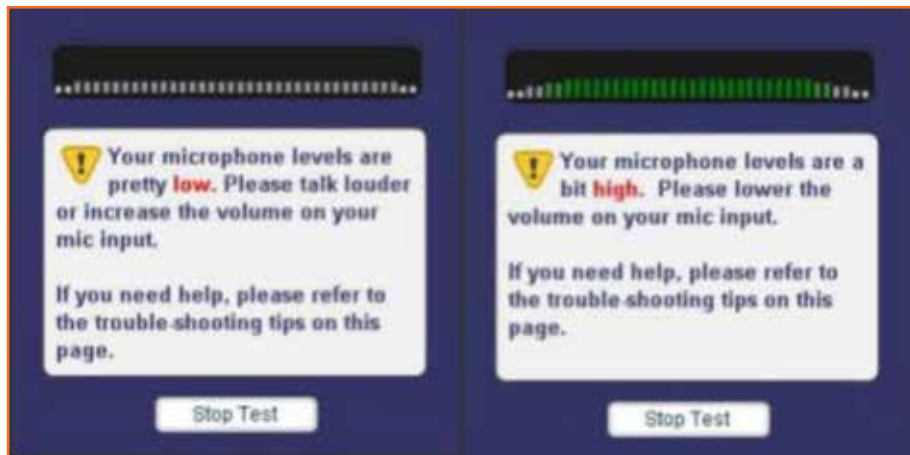 Your microphone levels are
pretty low. Please talk louder
or increase the volume on your
mic input.
If you need help, please refer to
the trouble-shooting tips on this
page.
Stop Test
Your microphone levels are a
bit high. Please lower the
volume on your mic input.
If you need help, please refer to
the trouble-shooting tips on this
page.
Stop Test